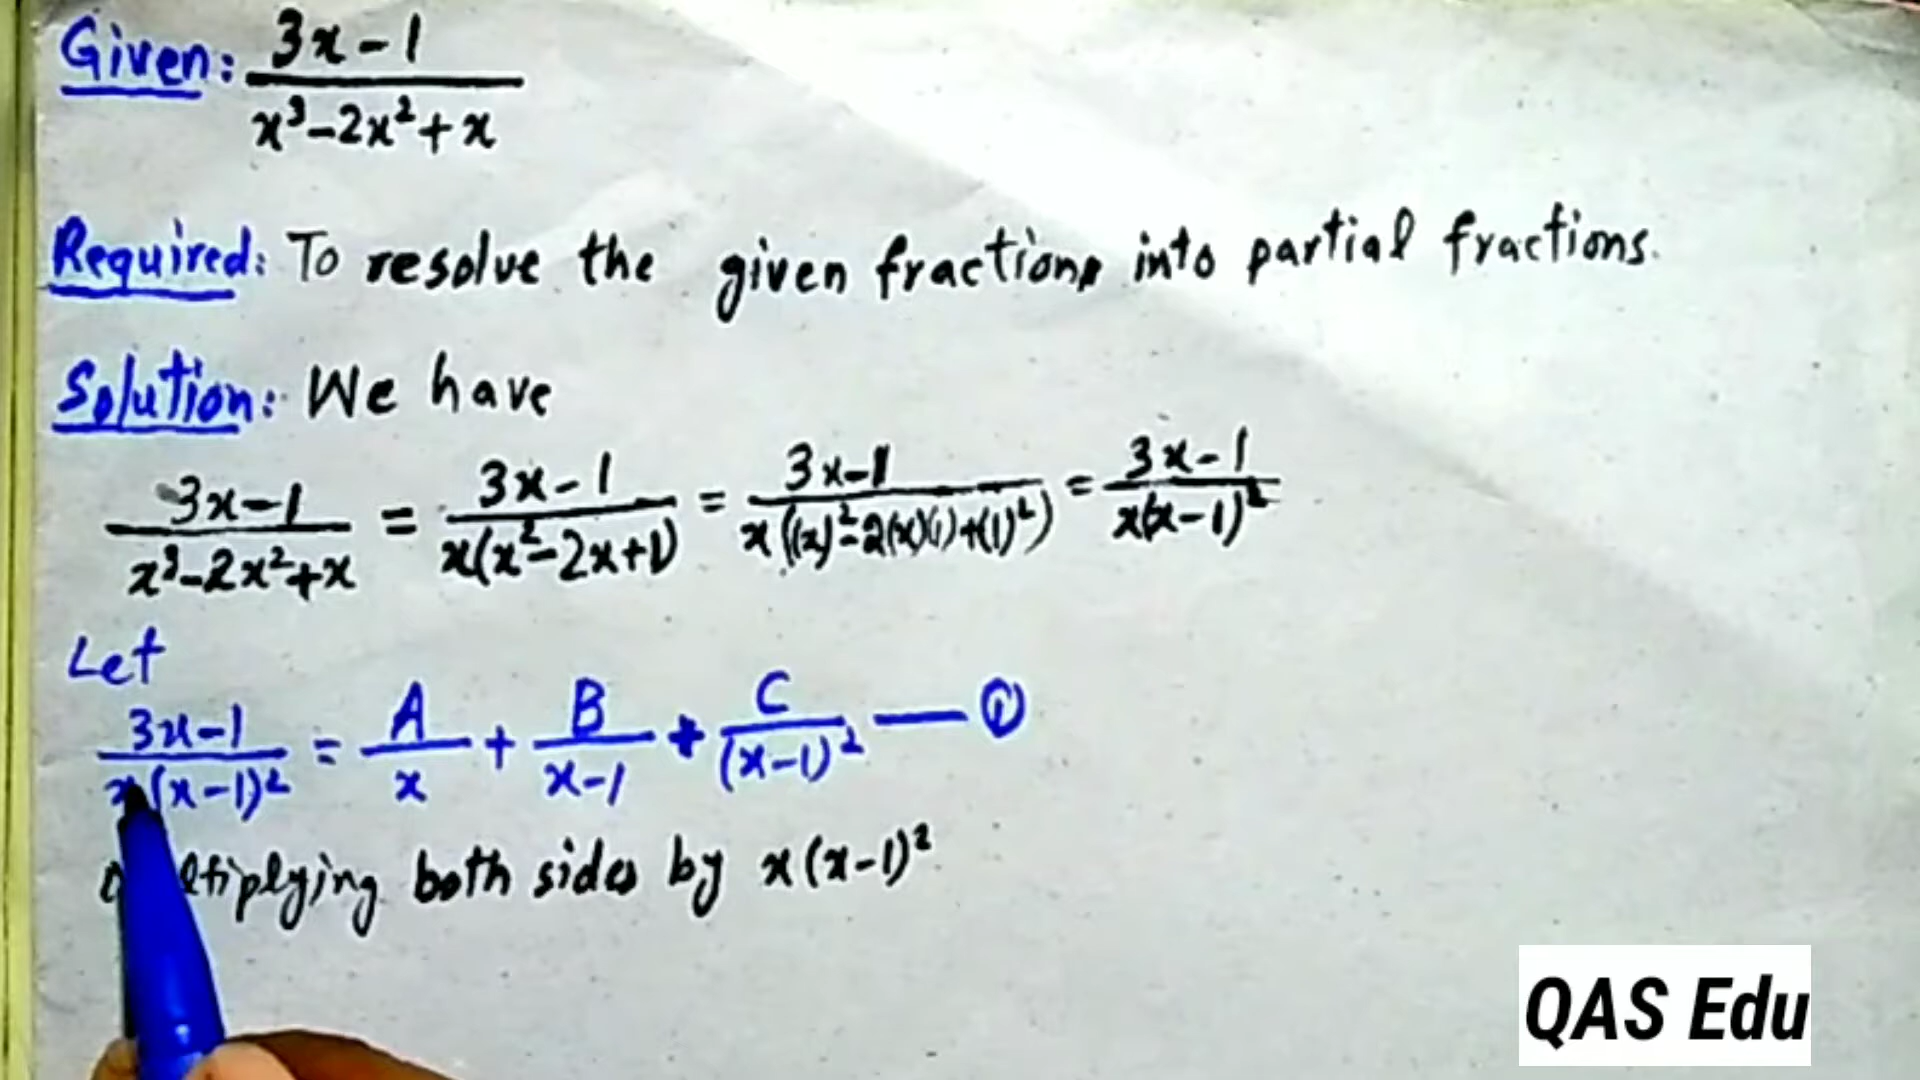 Given: 3x-1 / x³-2x²+x
Required: To resolve the given fractions into partial fractions.
Solution: We have
3x-1 / x³-2x²+x = 3x-1 / x(x²-2x+1) = 3x-1 / x((x)²-2(x)(1)+(1)²) = 3x-1 / x(x-1)²
Let
3x-1 / x(x-1)² = A / x + B / x-1 + C / (x-1)² — ①
both sides by x(x-1)²
QAS Edu